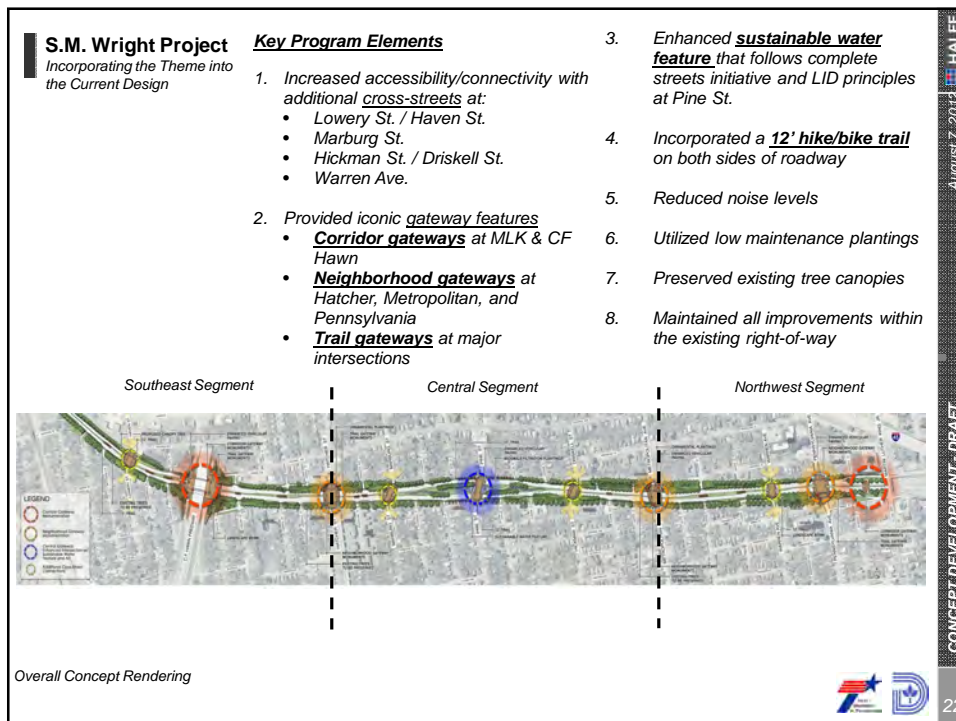 S.M. Wright Project
Incorporating the Theme into
the Current Design
Key Program Elements
1. Increased accessibility/connectivity with
additional cross-streets at:
• Lowery St. / Haven St.
• Marburg St.
• Hickman St. / Driskell St.
• Warren Ave.
2. Provided iconic gateway features
• Corridor gateways at MLK & CF
Hawn
• Neighborhood gateways at
Hatcher, Metropolitan, and
Pennsylvania
• Trail gateways at major
intersections
3. Enhanced sustainable water
feature that follows complete
streets initiative and LID principles
at Pine St.
4. Incorporated a 12’ hike/bike trail
on both sides of roadway
5. Reduced noise levels
6. Utilized low maintenance plantings
7. Preserved existing tree canopies
8. Maintained all improvements within
the existing right-of-way
Southeast Segment
Central Segment
Northwest Segment
LEGEND
Overall Concept Rendering
HALFF
August 7, 2012
CONCEPT DEVELOPMENT - DRAFT
22